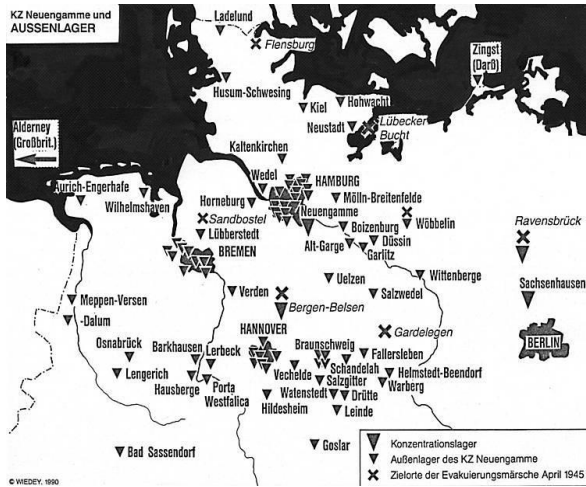 KZ Neuengamme und
AUSSENLAGER
Ladelund
Flensburg
Zingst
(Darß)
Husum-Schwesing
Hohwacht
Kiel
Neustadt
Lübecker
Bucht
Alderney
(Großbrit.)
Kaltenkirchen
Aurich-Engerhafe
Wilhelmshaven
Wedel
HAMBURG
Horneburg
Mölln-Breitenfelde
Sandbostel
Neuengamme
Wöbbelin
Lübberstedt
Boizenburg
Ravensbrück
Alt-Garge
Düssin
Garlitz
BREMEN
Uelzen
Wittenberge
Sachsenhausen
Verden
Salzwedel
Meppen-Versen
Bergen-Belsen
-Dalum
Gardelegen
BERLIN
HANNOVER
Osnabrück
Barkhausen
Lerbeck
Braunschweig
Fallersleben
Schandelah
Helmstedt-Beendorf
Lengerich
Hausberge
Porta
Westfalica
Vechelde
Salzgitter
Warberg
Watenstedt
Drütte
Hildesheim
Leinde
Bad Sassendorf
Goslar
Konzentrationslager
Außenlager des KZ Neuengamme
Zielorte der Evakuierungsmärsche April 1945
© WIEDEY, 1990